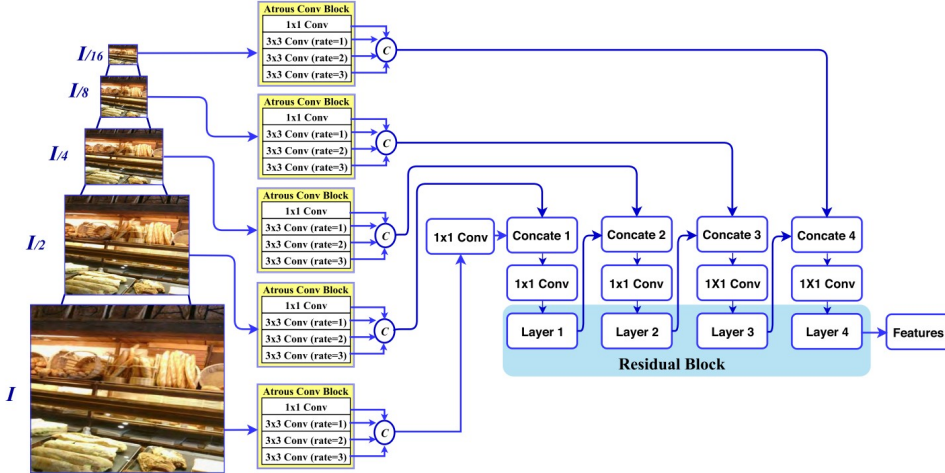 I/16
Atrous Conv Block
1x1 Conv
3x3 Conv (rate=1)
3x3 Conv (rate=2)
3x3 Conv (rate=3)
C
I/8
Atrous Conv Block
1x1 Conv
3x3 Conv (rate=1)
3x3 Conv (rate=2)
3x3 Conv (rate=3)
C
I/4
Atrous Conv Block
1x1 Conv
3x3 Conv (rate=1)
3x3 Conv (rate=2)
3x3 Conv (rate=3)
C
I/2
Atrous Conv Block
1x1 Conv
3x3 Conv (rate=1)
3x3 Conv (rate=2)
3x3 Conv (rate=3)
C
I
Atrous Conv Block
1x1 Conv
3x3 Conv (rate=1)
3x3 Conv (rate=2)
3x3 Conv (rate=3)
C
1x1 Conv
Concate 1
Concate 2
Concate 3
Concate 4
1x1 Conv
1x1 Conv
1X1 Conv
1X1 Conv
Layer 1
Layer 2
Layer 3
Layer 4
Features
Residual Block